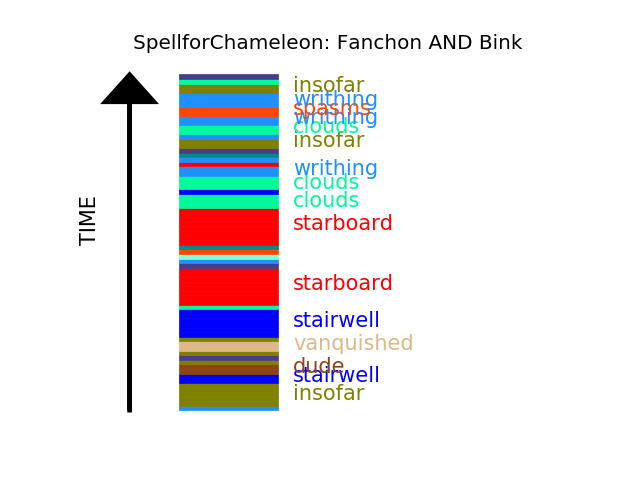 SpellforChameleon: Fanchon AND Bink
TIME
insofar
writhing
spasms
writhing
clouds
insofar
writhing
clouds
clouds
starboard
starboard
stairwell
vanquished
dude
stairwell
insofar